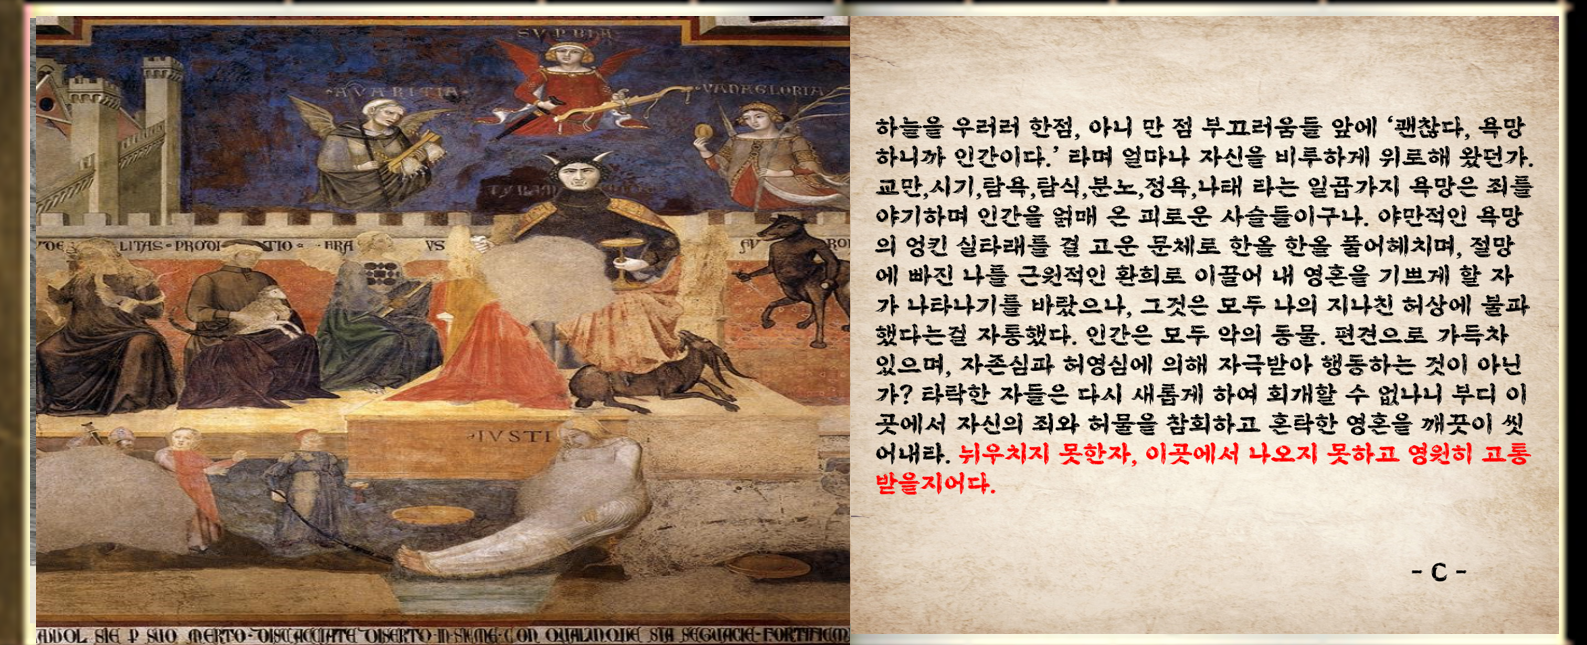 SVPBIA
AVARITIA
VANAGLORIA
LITAS PRODI TIO
VS
IVSTI
하늘을 우러러 한점, 아니 만 점 부끄러움들 앞에 ‘괜찮다, 욕망
하니까 인간이다.’ 라며 얼마나 자신을 비루하게 위로해 왔던가.
교만,시기,탐욕,탐식,분노,정욕,나태 라는 일곱가지 욕망은 죄를
야기하며 인간을 얽매 온 괴로운 사슬들이구나. 야만적인 욕망
의 엉킨 실타래를 결 고운 문체로 한올 한올 풀어헤치며, 절망
에 빠진 나를 근원적인 환희로 이끌어 내 영혼을 기쁘게 할 자
가 나타나기를 바랐으나, 그것은 모두 나의 지나친 허상에 불과
했다는걸 자통했다. 인간은 모두 악의 동물. 편견으로 가득차
있으며, 자존심과 허영심에 의해 자극받아 행동하는 것이 아닌
가? 타락한 자들은 다시 새롭게 하여 회개할 수 없나니 부디 이
곳에서 자신의 죄와 허물을 참회하고 혼탁한 영혼을 깨끗이 씻
어내라. 뉘우치지 못한자, 이곳에서 나오지 못하고 영원히 고통
받을지어다.
- C -
SIE P SUO MERTO DISCACCIATE DISERTO INSIEME CON QUALUNQUE STA SEGUACIE